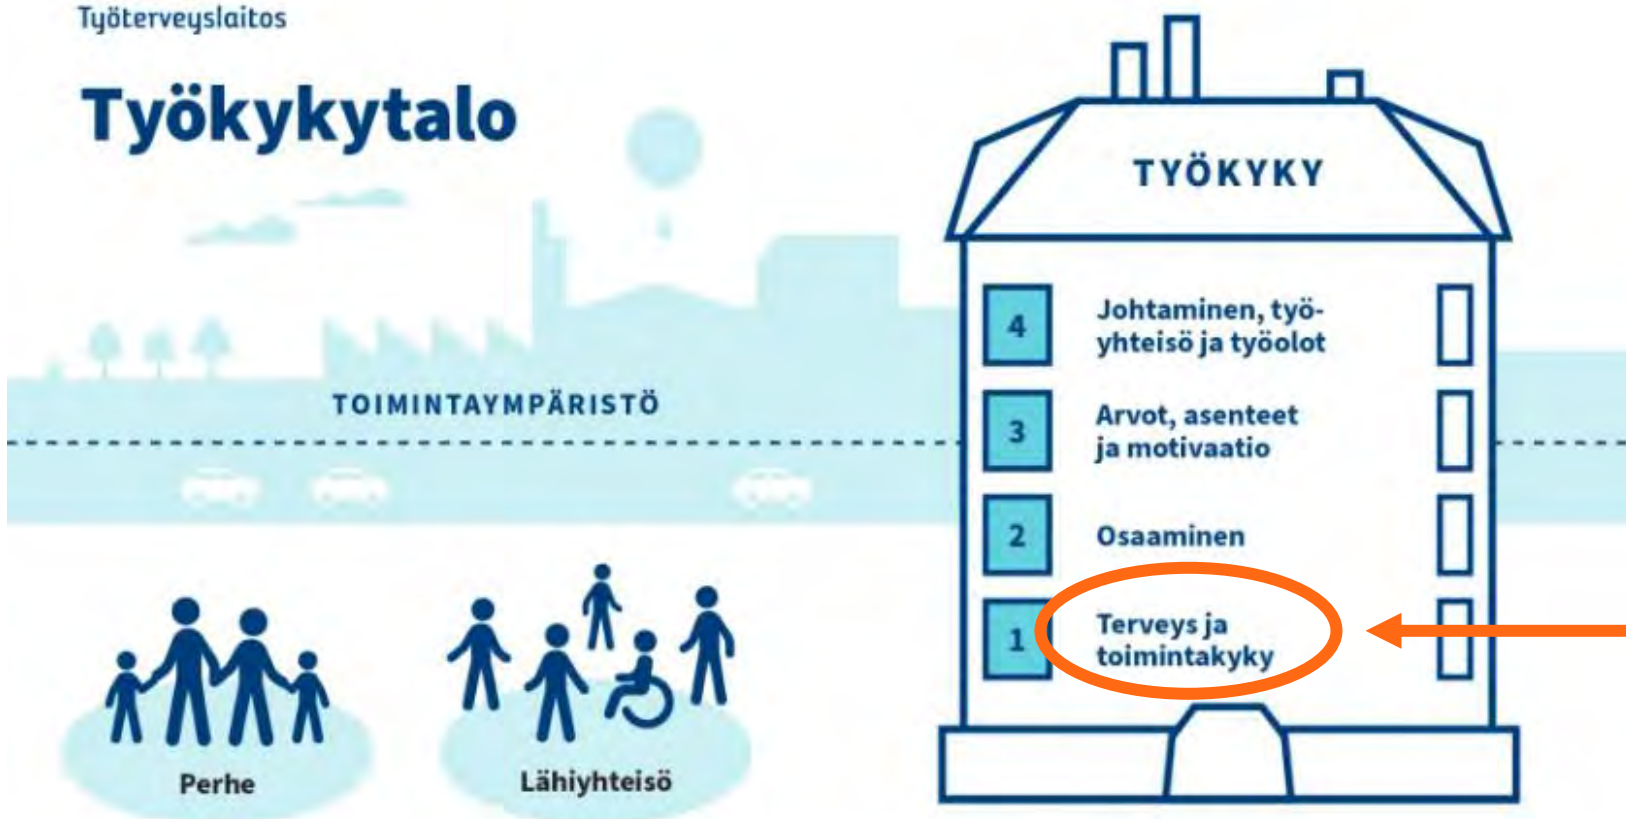 Työterveyslaitos
Työkykytalo
TOIMINTAYMPÄRISTÖ
Perhe
Lähiyhteisö
TYÖKYKY
4
Johtaminen, työ-
yhteisö ja työolot
3
Arvot, asenteet
ja motivaatio
2
Osaaminen
1
Terveys ja
toimintakyky